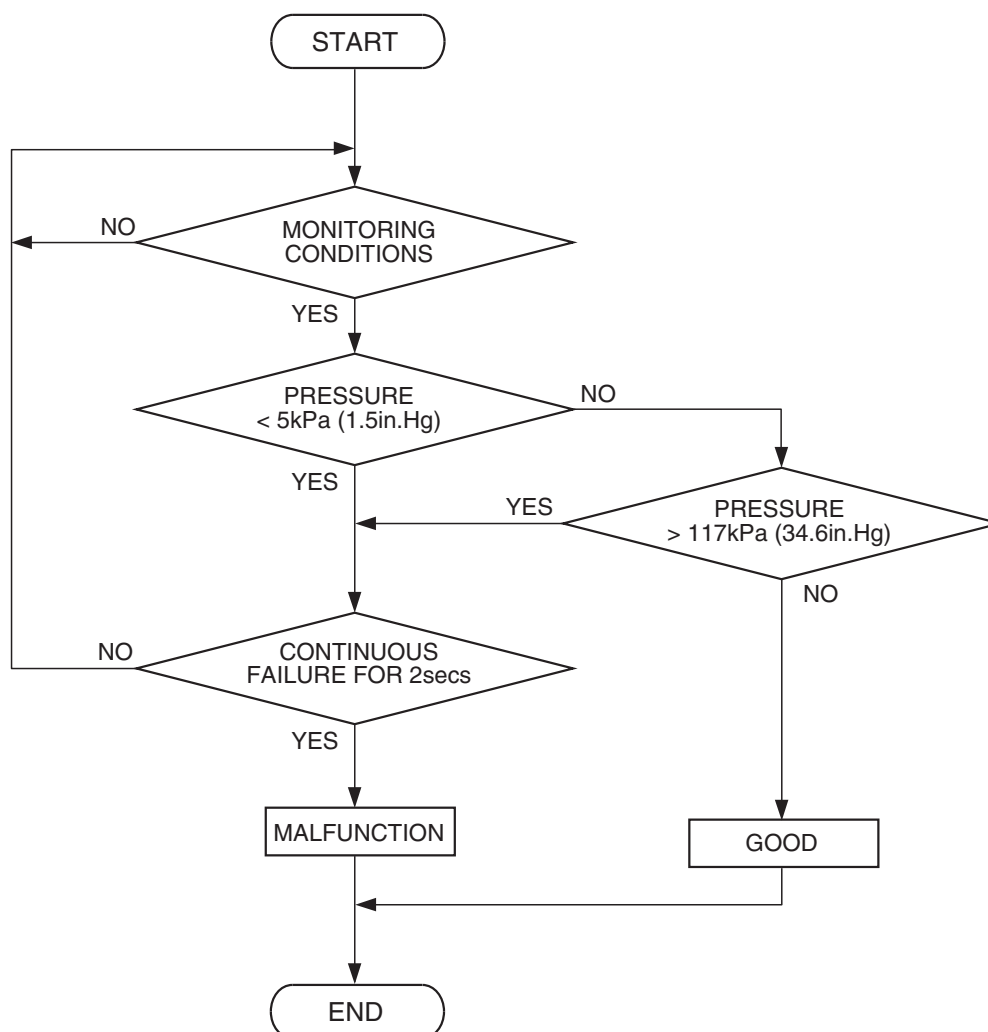 START
NO
MONITORING
CONDITIONS
YES
PRESSURE
< 5kPa (1.5in.Hg)
NO
YES
YES
PRESSURE
> 117kPa (34.6in.Hg)
NO
NO
CONTINUOUS
FAILURE FOR 2secs
YES
MALFUNCTION
GOOD
END